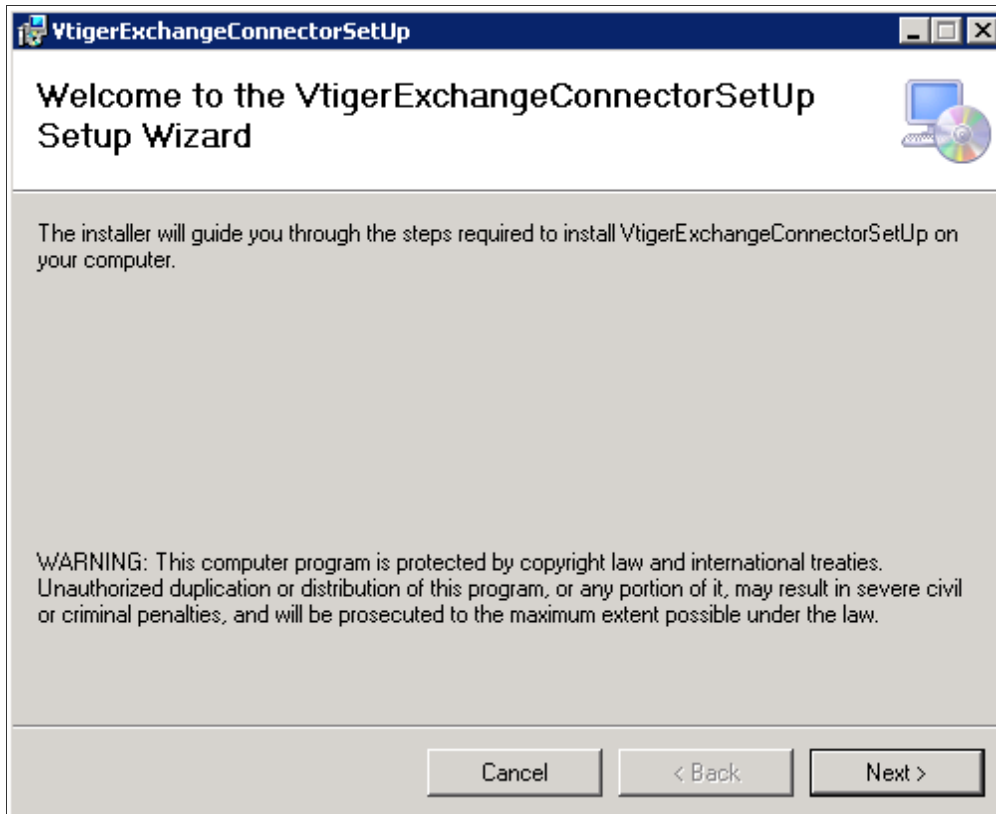 VtigerExchangeConnectorSetUp
Welcome to the VtigerExchangeConnectorSetUp
Setup Wizard
The installer will guide you through the steps required to install VtigerExchangeConnectorSetUp on
your computer.
WARNING: This computer program is protected by copyright law and international treaties.
Unauthorized duplication or distribution of this program, or any portion of it, may result in severe civil
or criminal penalties, and will be prosecuted to the maximum extent possible under the law.
Cancel
< Back
Next >